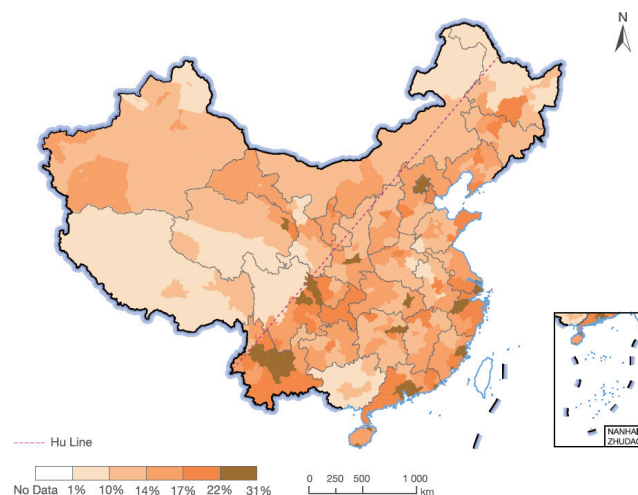 N
NANHAI
ZHUDAO
Hu Line
No Data 1% 10% 14% 17% 22% 31%
0 250 500 1 000
km